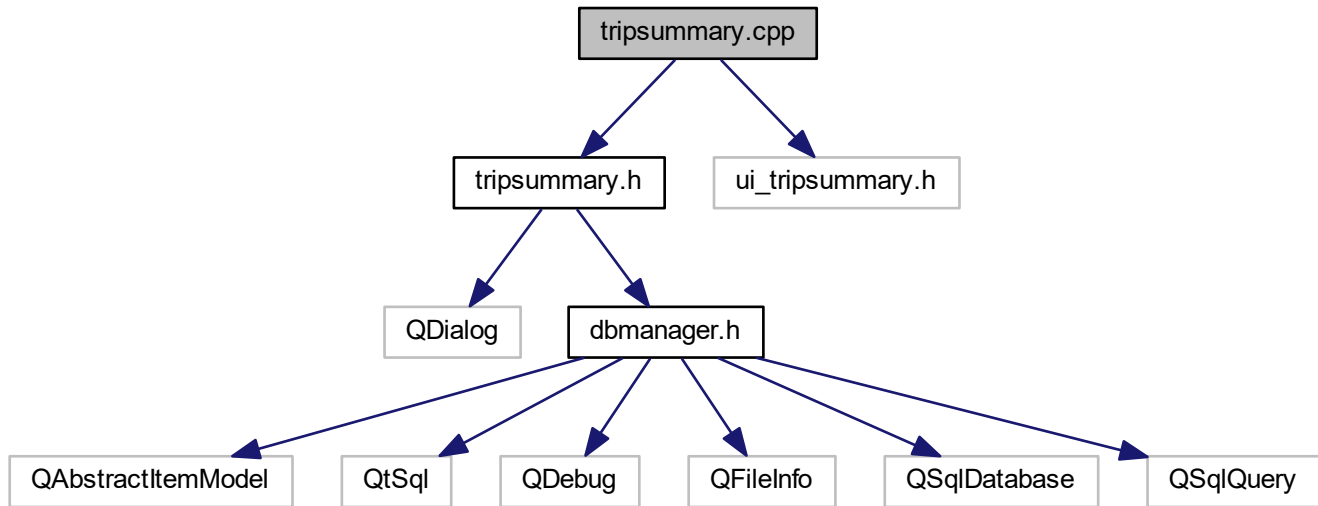 tripsummary.cpp
tripsummary.h
ui_tripsummary.h
QDialog
dbmanager.h
QAbstractItemModel
QtSql
QDebug
QFileInfo
QSqlDatabase
QSqlQuery